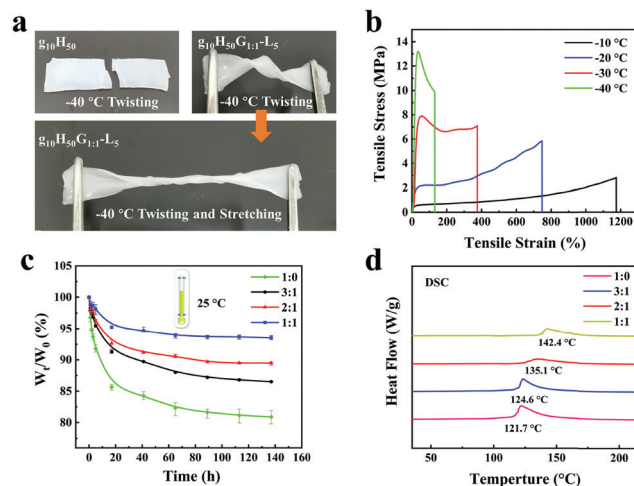 a
g10H50
-40 °C Twisting
g10H50G1:1-L5
-40 °C Twisting
g10H50G1:1-L5
-40 °C Twisting and Stretching
b
Tensile Stress (MPa)
14
12
10
8
6
4
2
0
-10 °C
-20 °C
-30 °C
-40 °C
0 200 400 600 800 1000 1200
Tensile Strain (%)
c
Wt/W0 (%)
100
95
90
85
80
25 °C
1:0
3:1
2:1
1:1
0 20 40 60 80 100 120 140
Time (h)
d
DSC
Heat Flow (W/g)
1:0
3:1
2:1
1:1
142.4 °C
135.1 °C
124.6 °C
121.7 °C
50 100 150 200
Temperture (°C)